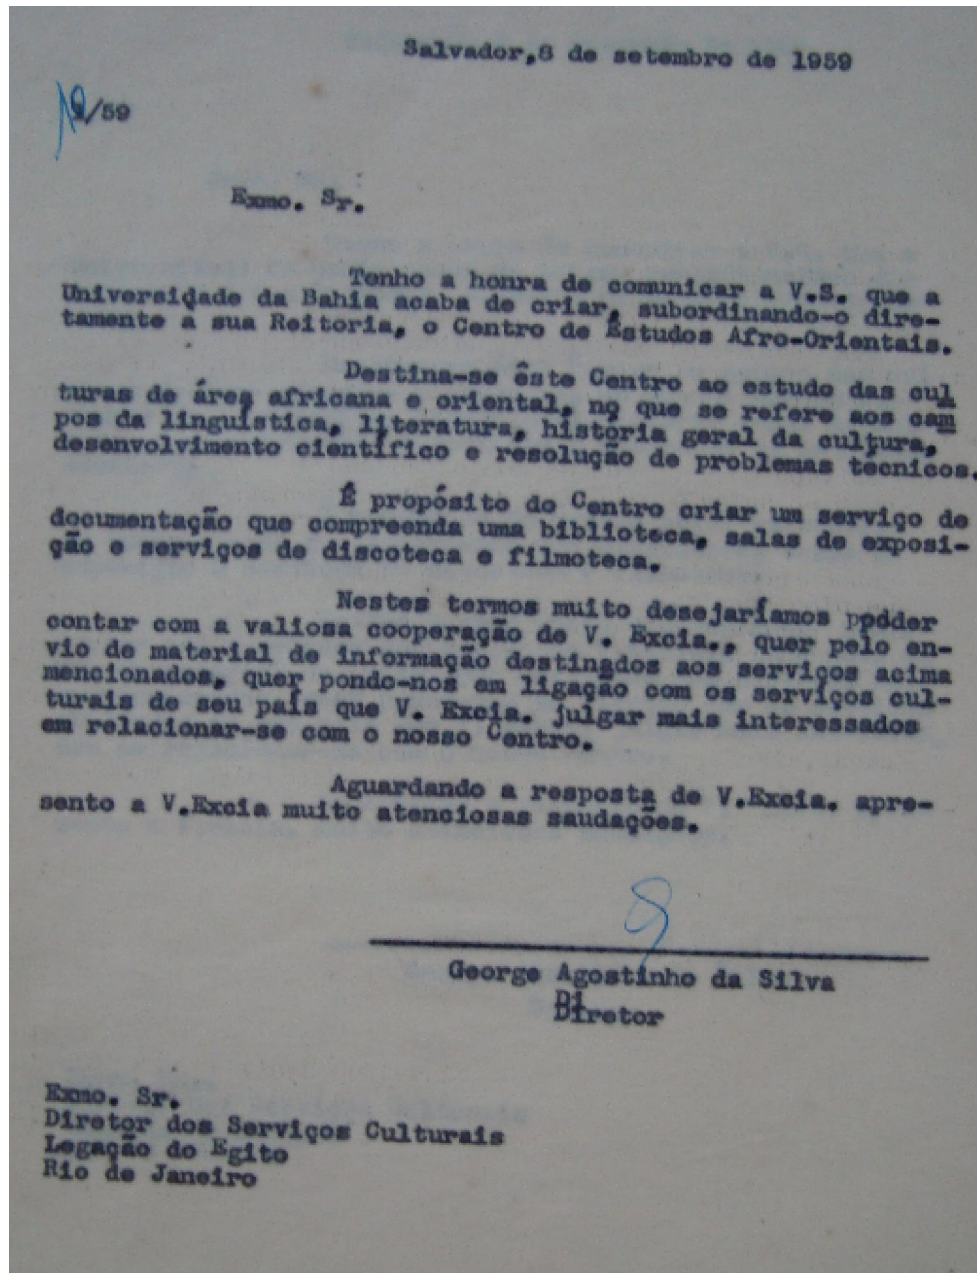 Salvador,8 de setembro de 1959
/59
Exmo. Sr.
Tenho a honra de comunicar a V.S. que a
Universidade da Bahia acaba de criar, subordinando-o dire-
tamente a sua Reitoria, o Centro de Estudos Afro-Orientais.
Destina-se êste Centro ao estudo das cul
turas de área africana e oriental, no que se refere aos cam
pos da linguística, literatura, história geral da cultura,
desenvolvimento científico e resolução de problemas técnicos.
É propósito do Centro criar um serviço de
documentação que compreenda uma biblioteca, salas de exposi-
ção e serviços de discoteca e filmoteca.
Nestes termos muito desejaríamos podder
contar com a valiosa cooperação de V. Excia., quer pelo en-
vio de material de informação destinados aos serviços acima
mencionados, quer pondo-nos em ligação com os serviços cul-
turais de seu país que V. Excia. julgar mais interessados
em relacionar-se com o nosso Centro.
Aguardando a resposta de V.Excia. apre-
sento a V.Excia muito atenciosas saudações.
George Agostinho da Silva
Di
Diretor
Exmo. Sr.
Diretor dos Serviços Culturais
Legação do Egito
Rio de Janeiro